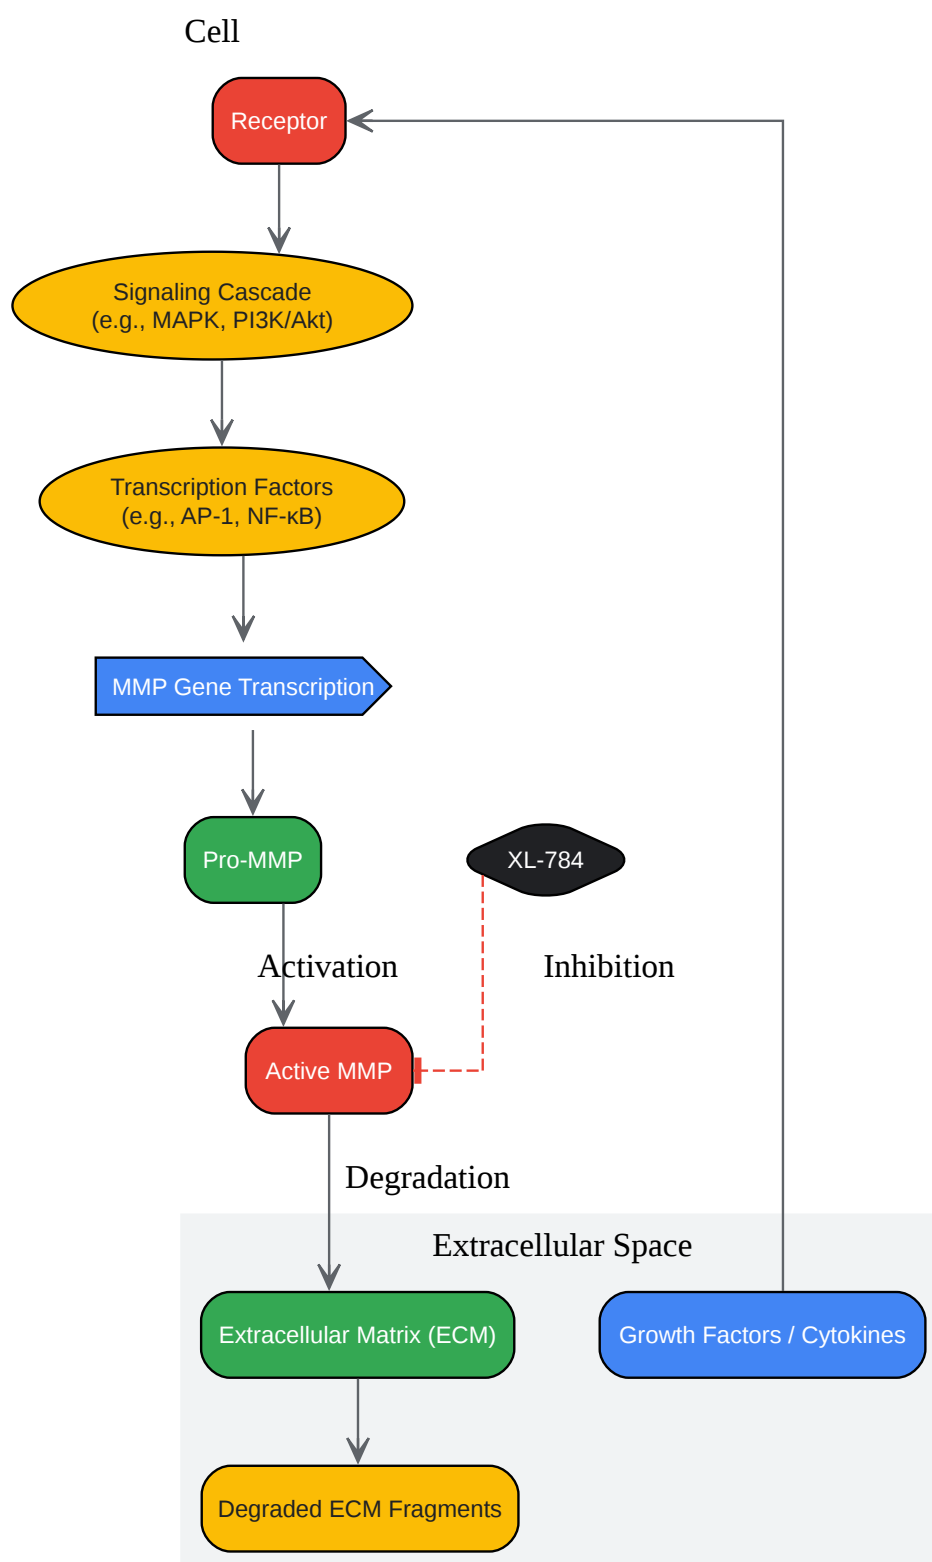 Cell
Receptor
Signaling Cascade
(e.g., MAPK, PI3K/Akt)
Transcription Factors
(e.g., AP-1, NF-κB)
MMP Gene Transcription
Pro-MMP
XL-784
Activation
Inhibition
Active MMP
Degradation
Extracellular Space
Extracellular Matrix (ECM)
Growth Factors / Cytokines
Degraded ECM Fragments